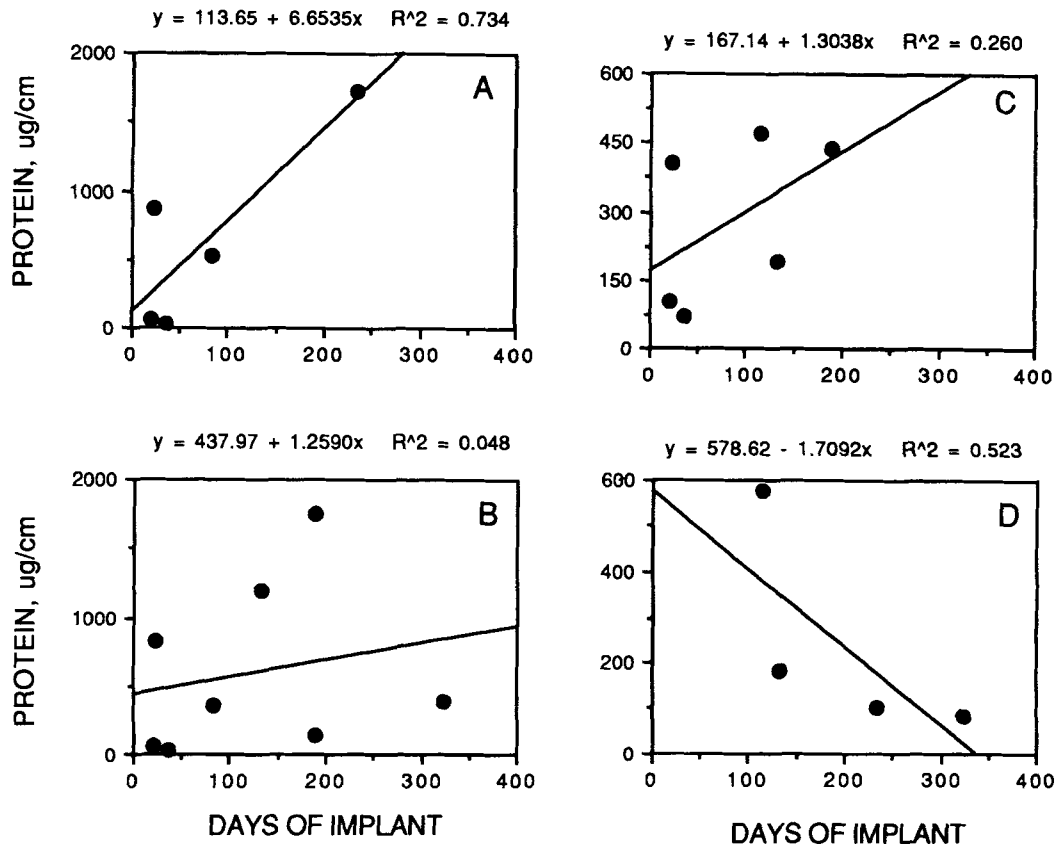 y = 113.65 + 6.6535x R^2 = 0.734
2000
1000
0
PROTEIN, ug/cm
A
0 100 200 300 400
y = 167.14 + 1.3038x R^2 = 0.260
600
450
300
150
0
C
0 100 200 300 400
y = 437.97 + 1.2590x R^2 = 0.048
2000
1000
0
PROTEIN, ug/cm
B
0 100 200 300 400
DAYS OF IMPLANT
y = 578.62 - 1.7092x R^2 = 0.523
600
400
200
0
D
0 100 200 300 400
DAYS OF IMPLANT